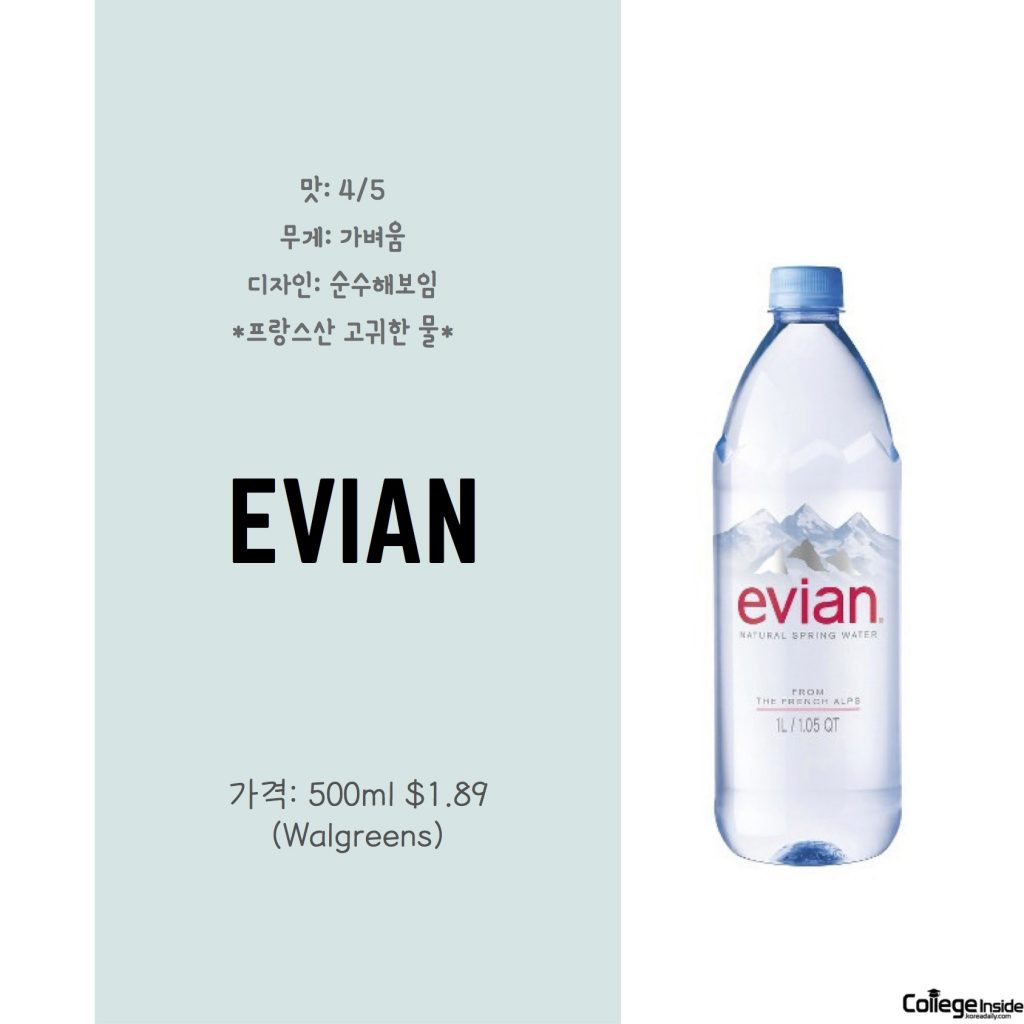 맛: 4/5
무게: 가벼움
디자인: 순수해보임
*프랑스산 고귀한 물*
EVIAN
가격: 500ml $1.89
(Walgreens)
evian®
NATURAL SPRING WATER
FROM
THE FRENCH ALPS
1L / 1.05 QT
College Inside
koreadaily.com